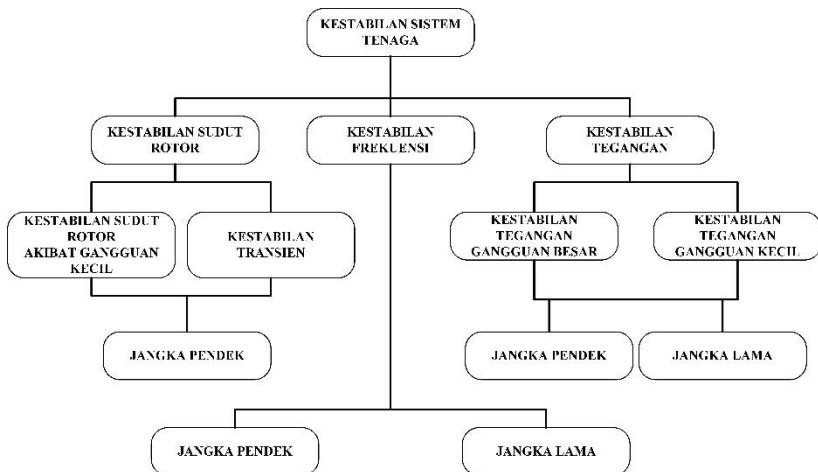 KESTABILAN SISTEM
TENAGA
KESTABILAN SUDUT
ROTOR
KESTABILAN
FREKUENSI
KESTABILAN
TEGANGAN
KESTABILAN SUDUT
ROTOR
AKIBAT GANGGUAN
KECIL
KESTABILAN
TRANSIEN
KESTABILAN
TEGANGAN
GANGGUAN BESAR
KESTABILAN
TEGANGAN
GANGGUAN KECIL
JANGKA PENDEK
JANGKA PENDEK
JANGKA LAMA
JANGKA PENDEK
JANGKA LAMA